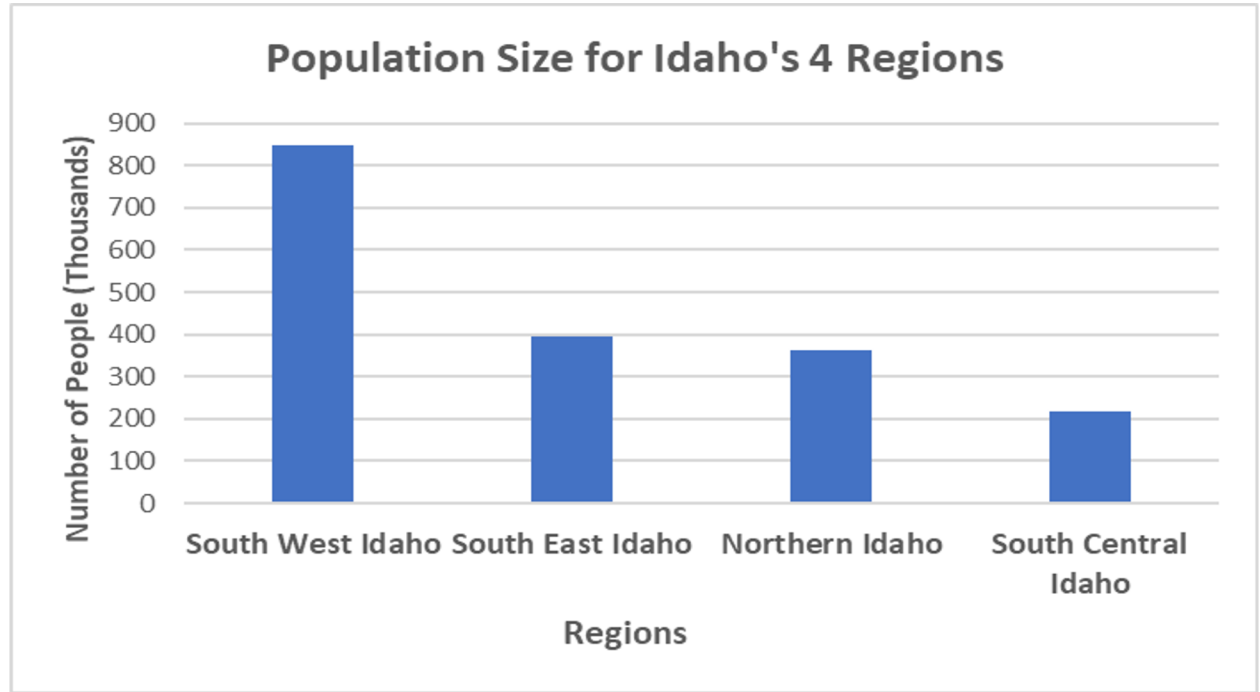 Population Size for Idaho's 4 Regions
Number of People (Thousands)
900
800
700
600
500
400
300
200
100
0
South West Idaho South East Idaho Northern Idaho South Central
Idaho
Regions